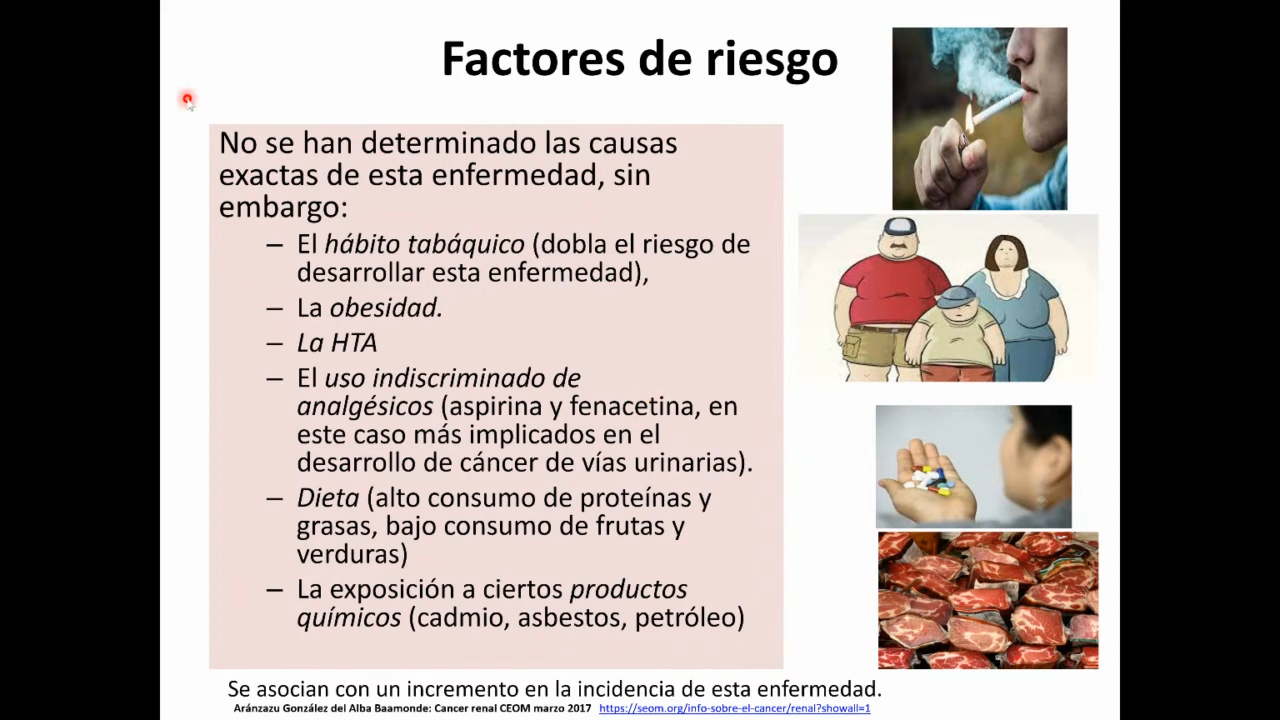 Factores de riesgo
No se han determinado las causas
exactas de esta enfermedad, sin
embargo:
– El hábito tabáquico (dobla el riesgo de
desarrollar esta enfermedad),
– La obesidad.
– La HTA
– El uso indiscriminado de
analgésicos (aspirina y fenacetina, en
este caso más implicados en el
desarrollo de cáncer de vías urinarias).
– Dieta (alto consumo de proteínas y
grasas, bajo consumo de frutas y
verduras)
– La exposición a ciertos productos
químicos (cadmio, asbestos, petróleo)
Se asocian con un incremento en la incidencia de esta enfermedad.
Aránzazu González del Alba Baamonde: Cancer renal CEOM marzo 2017 https://seom.org/info-sobre-el-cancer/renal?showall=1